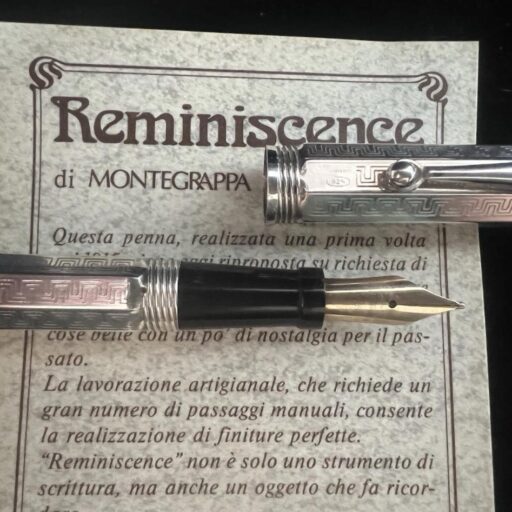 Reminiscence
di MONTEGRAPPA
Questa penna, realizzata una prima volta
riproposta su richiesta di
cose belle con un po' di nostalgia per il pas-
sato.
La lavorazione artigianale, che richiede un
gran numero di passaggi manuali, consente
la realizzazione di finiture perfette.
"Reminiscence" non è solo uno strumento di
scrittura, ma anche un oggetto che fa ricor-